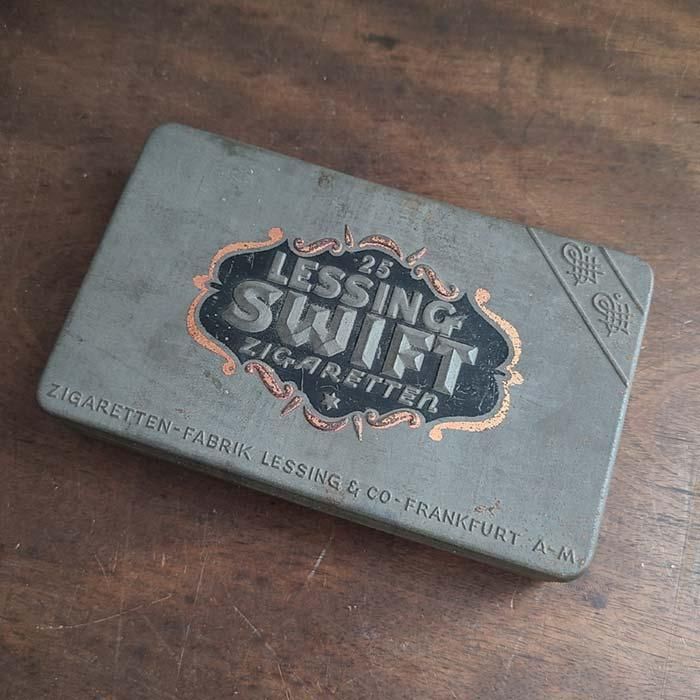 25
LESSING
SWIFT
ZIGARETTEN
ZIGARETTEN-FABRIK LESSING & CO-FRANKFURT A-M.